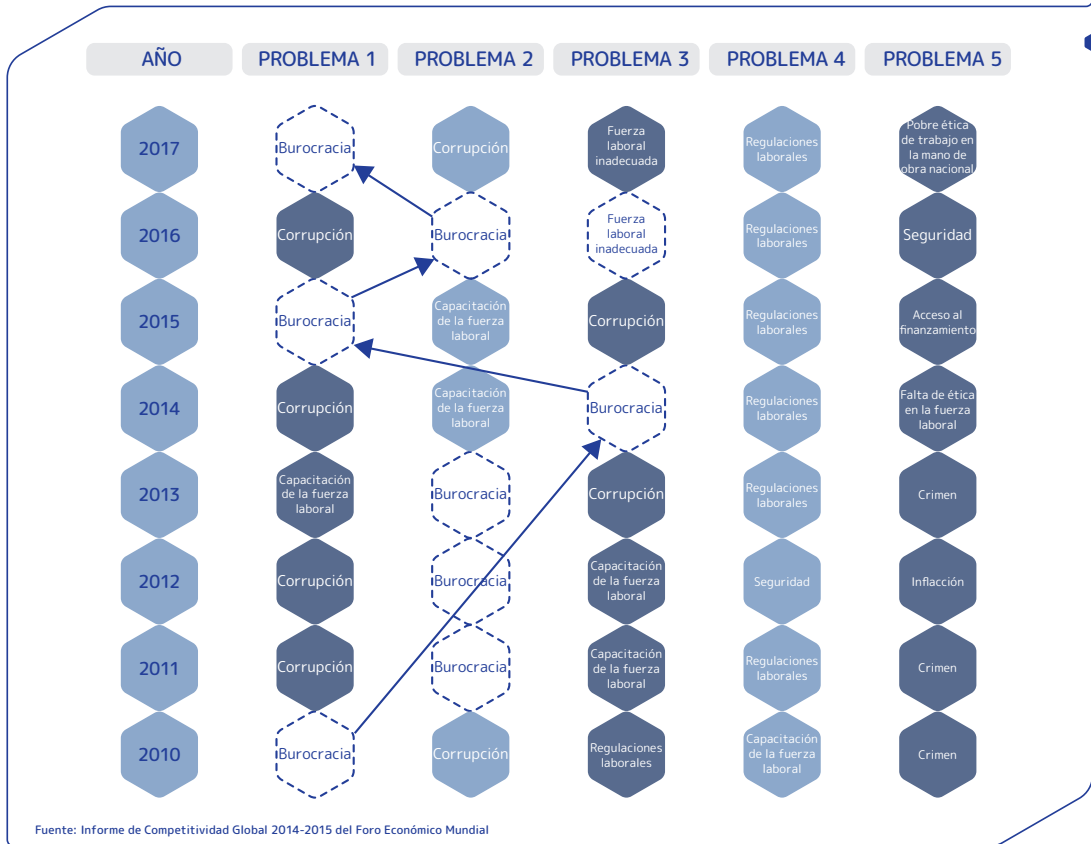 AÑO
PROBLEMA 1
PROBLEMA 2
PROBLEMA 3
PROBLEMA 4
PROBLEMA 5
2017
Burocracia
Corrupción
Fuerza
laboral
inadecuada
Regulaciones
laborales
Pobre ética
de trabajo en
la mano de
obra nacional
2016
Corrupción
Burocracia
Fuerza
laboral
inadecuada
Regulaciones
laborales
Seguridad
2015
Burocracia
Capacitación
de la fuerza
laboral
Corrupción
Regulaciones
laborales
Acceso al
finanzamiento
2014
Corrupción
Capacitación
de la fuerza
laboral
Burocracia
Regulaciones
laborales
Falta de ética
en la fuerza
laboral
2013
Capacitación
de la fuerza
laboral
Burocracia
Corrupción
Regulaciones
laborales
Crimen
2012
Corrupción
Burocracia
Capacitación
de la fuerza
laboral
Seguridad
Inflacción
2011
Corrupción
Burocracia
Capacitación
de la fuerza
laboral
Regulaciones
laborales
Crimen
2010
Burocracia
Corrupción
Regulaciones
laborales
Capacitación
de la fuerza
laboral
Crimen
Fuente: Informe de Competitividad Global 2014-2015 del Foro Económico Mundial